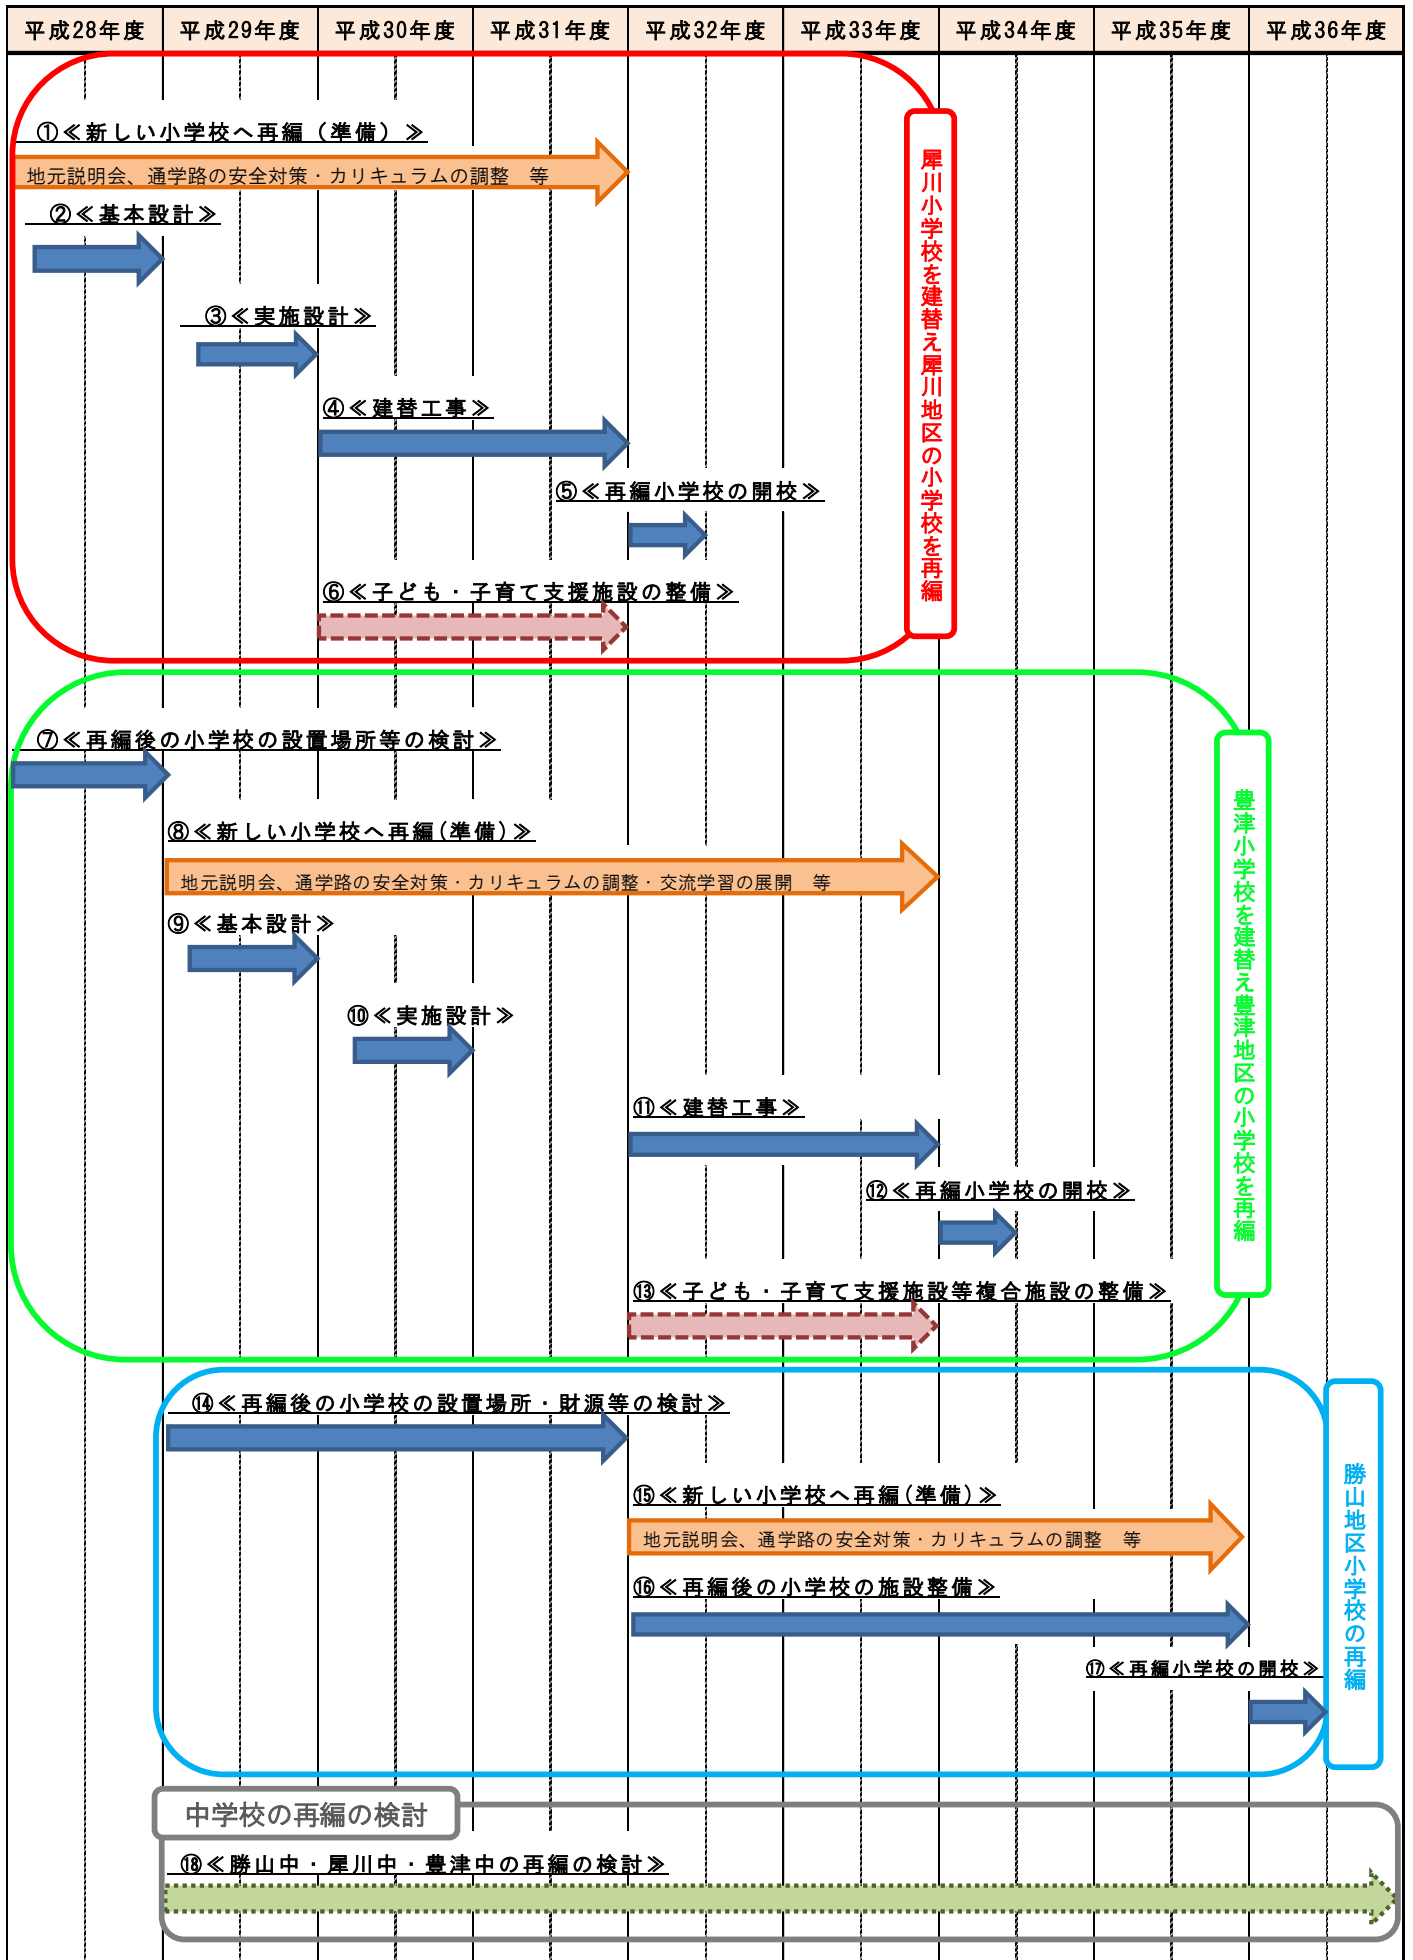 平成28年度 平成29年度 平成30年度 平成31年度 平成32年度 平成33年度 平成34年度 平成35年度 平成36年度
①≪新しい小学校へ再編（準備）≫
地元説明会、通学路の安全対策・カリキュラムの調整　等
②≪基本設計≫
③≪実施設計≫
④≪建替工事≫
⑤≪再編小学校の開校≫
⑥≪子ども・子育て支援施設の整備≫
犀川小学校を建替え犀川地区の小学校を再編
⑦≪再編後の小学校の設置場所等の検討≫
⑧≪新しい小学校へ再編(準備)≫
地元説明会、通学路の安全対策・カリキュラムの調整・交流学習の展開　等
⑨≪基本設計≫
⑩≪実施設計≫
⑪≪建替工事≫
⑫≪再編小学校の開校≫
⑬≪子ども・子育て支援施設等複合施設の整備≫
豊津小学校を建替え豊津地区の小学校を再編
⑭≪再編後の小学校の設置場所・財源等の検討≫
⑮≪新しい小学校へ再編(準備)≫
地元説明会、通学路の安全対策・カリキュラムの調整　等
⑯≪再編後の小学校の施設整備≫
⑰≪再編小学校の開校≫
勝山地区小学校の再編
中学校の再編の検討
⑱≪勝山中・犀川中・豊津中の再編の検討≫